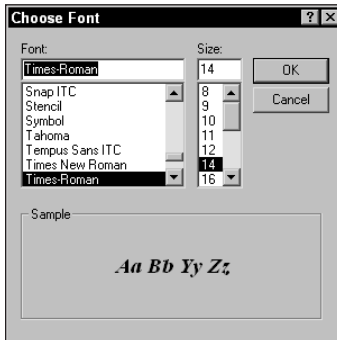 Choose Font
Font:
Size:
Times-Roman
14
OK
Cancel
Snap ITC
Stencil
Symbol
Tahoma
Tempus Sans ITC
Times New Roman
Times-Roman
8
9
10
11
12
14
16
Sample
Aa Bb Yy Zz